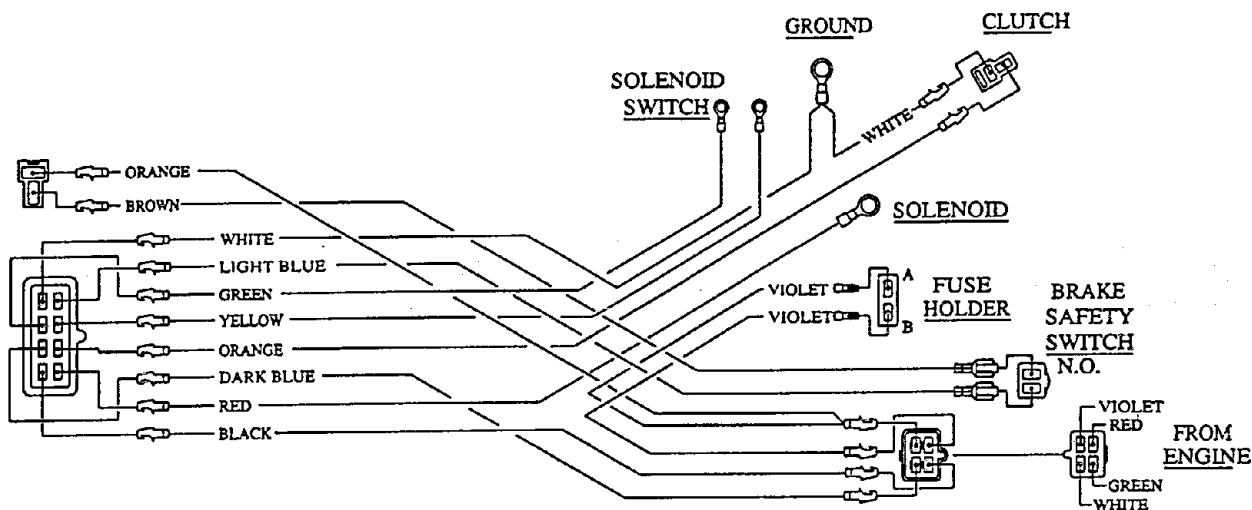 GROUND
CLUTCH
SOLENOID
SWITCH
WHITE
ORANGE
BROWN
SOLENOID
WHITE
LIGHT BLUE
GREEN
YELLOW
ORANGE
DARK BLUE
RED
BLACK
VIOLET
VIOLET
A
B
FUSE
HOLDER
BRAKE
SAFETY
SWITCH
N.O.
VIOLET
RED
GREEN
WHITE
FROM
ENGINE